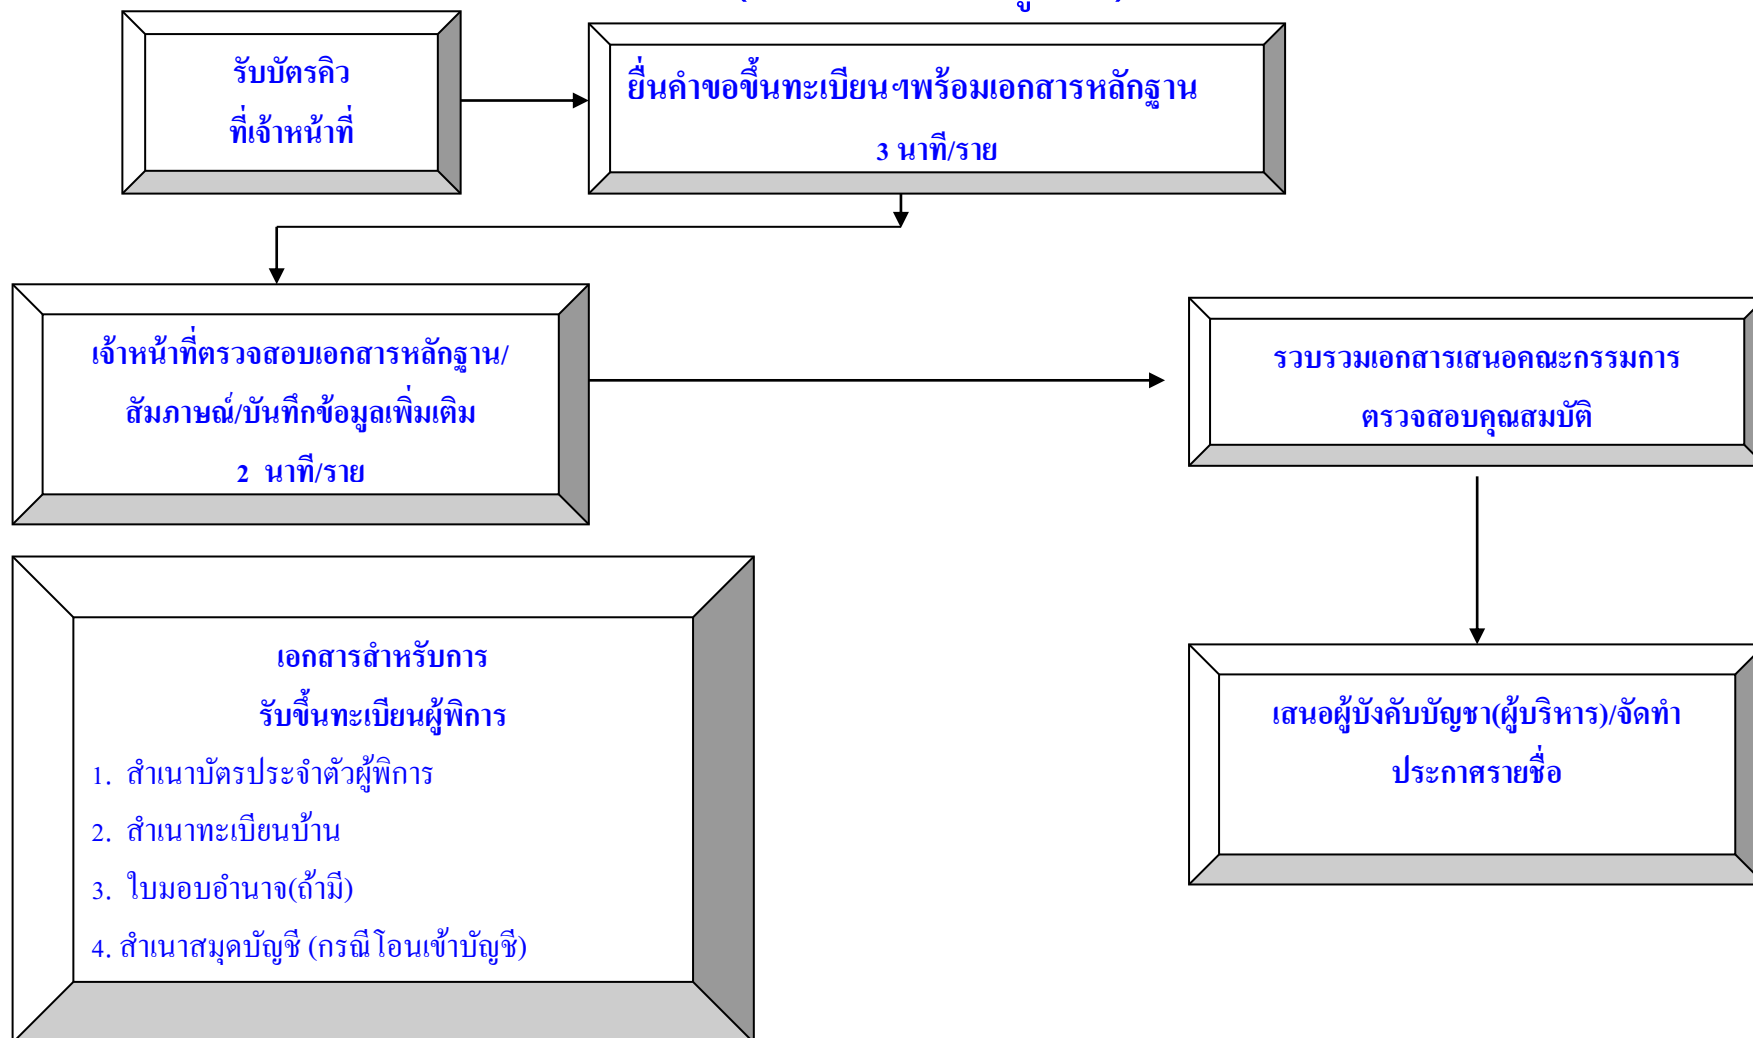 รับบัตรคิว
ที่เจ้าหน้าที่
ยื่นคำขอขึ้นทะเบียนฯพร้อมเอกสารหลักฐาน
3 นาที/ราย
เจ้าหน้าที่ตรวจสอบเอกสารหลักฐาน/
สัมภาษณ์/บันทึกข้อมูลเพิ่มเติม
2 นาที/ราย
รวบรวมเอกสารเสนอคณะกรรมการ
ตรวจสอบคุณสมบัติ
เอกสารสำหรับการ
รับขึ้นทะเบียนผู้พิการ
1. สำเนาบัตรประจำตัวผู้พิการ
2. สำเนาทะเบียนบ้าน
3. ใบมอบอำนาจ(ถ้ามี)
4. สำเนาสมุดบัญชี (กรณีโอนเข้าบัญชี)
เสนอผู้บังคับบัญชา(ผู้บริหาร)/จัดทำ
ประกาศรายชื่อ